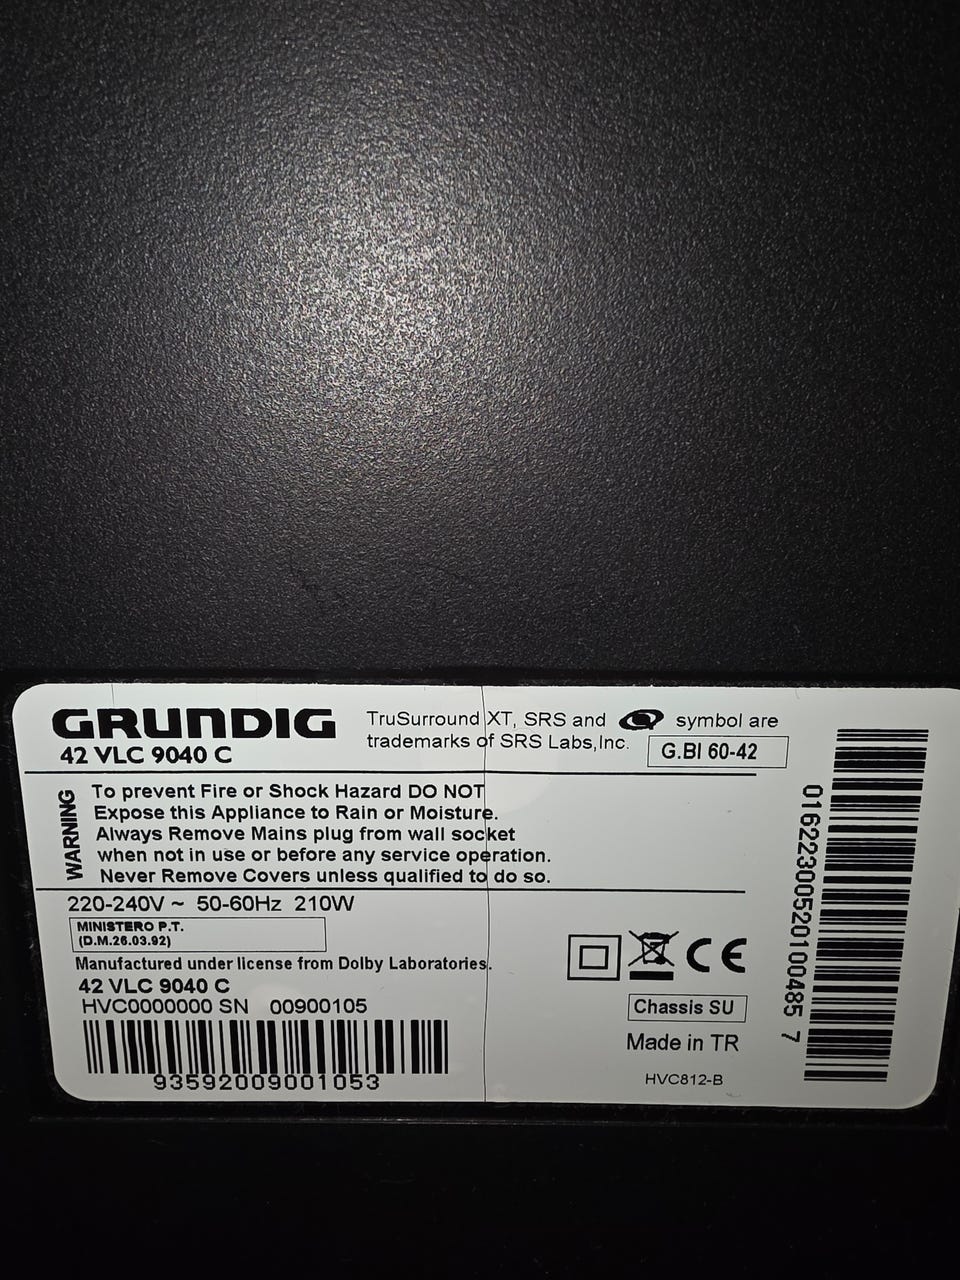 GRUNDIG
42 VLC 9040 C
TruSurround XT, SRS and symbol are
trademarks of SRS Labs,Inc.
G.BI 60-42
WARNING
To prevent Fire or Shock Hazard DO NOT
Expose this Appliance to Rain or Moisture.
Always Remove Mains plug from wall socket
when not in use or before any service operation.
Never Remove Covers unless qualified to do so.
220-240V ~ 50-60Hz 210W
MINISTERO P.T.
(D.M.26.03.92)
Manufactured under license from Dolby Laboratories.
42 VLC 9040 C
HVC0000000 SN 00900105
93592009001053
CE
Chassis SU
Made in TR
HVC812-B
01622300520100485 7